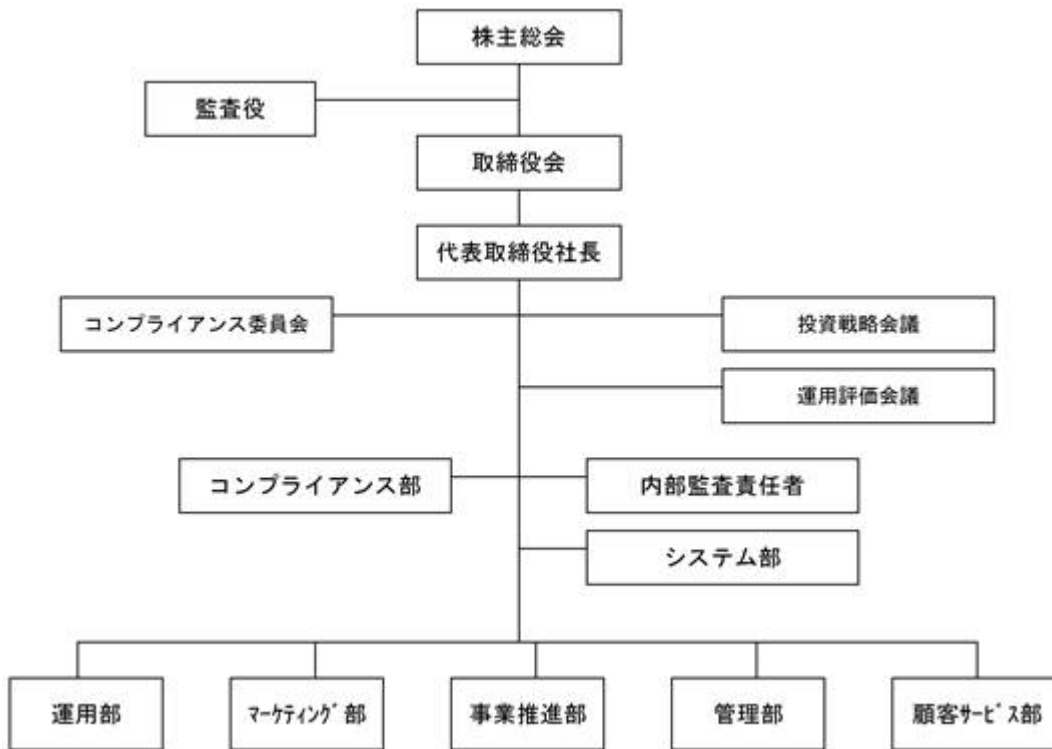 株主総会
監査役
取締役会
代表取締役社長
コンプライアンス委員会
投資戦略会議
運用評価会議
コンプライアンス部
内部監査責任者
システム部
運用部
ﾏｰｹﾃｨﾝｸﾞ部
事業推進部
管理部
顧客ｻｰﾋﾞｽ部